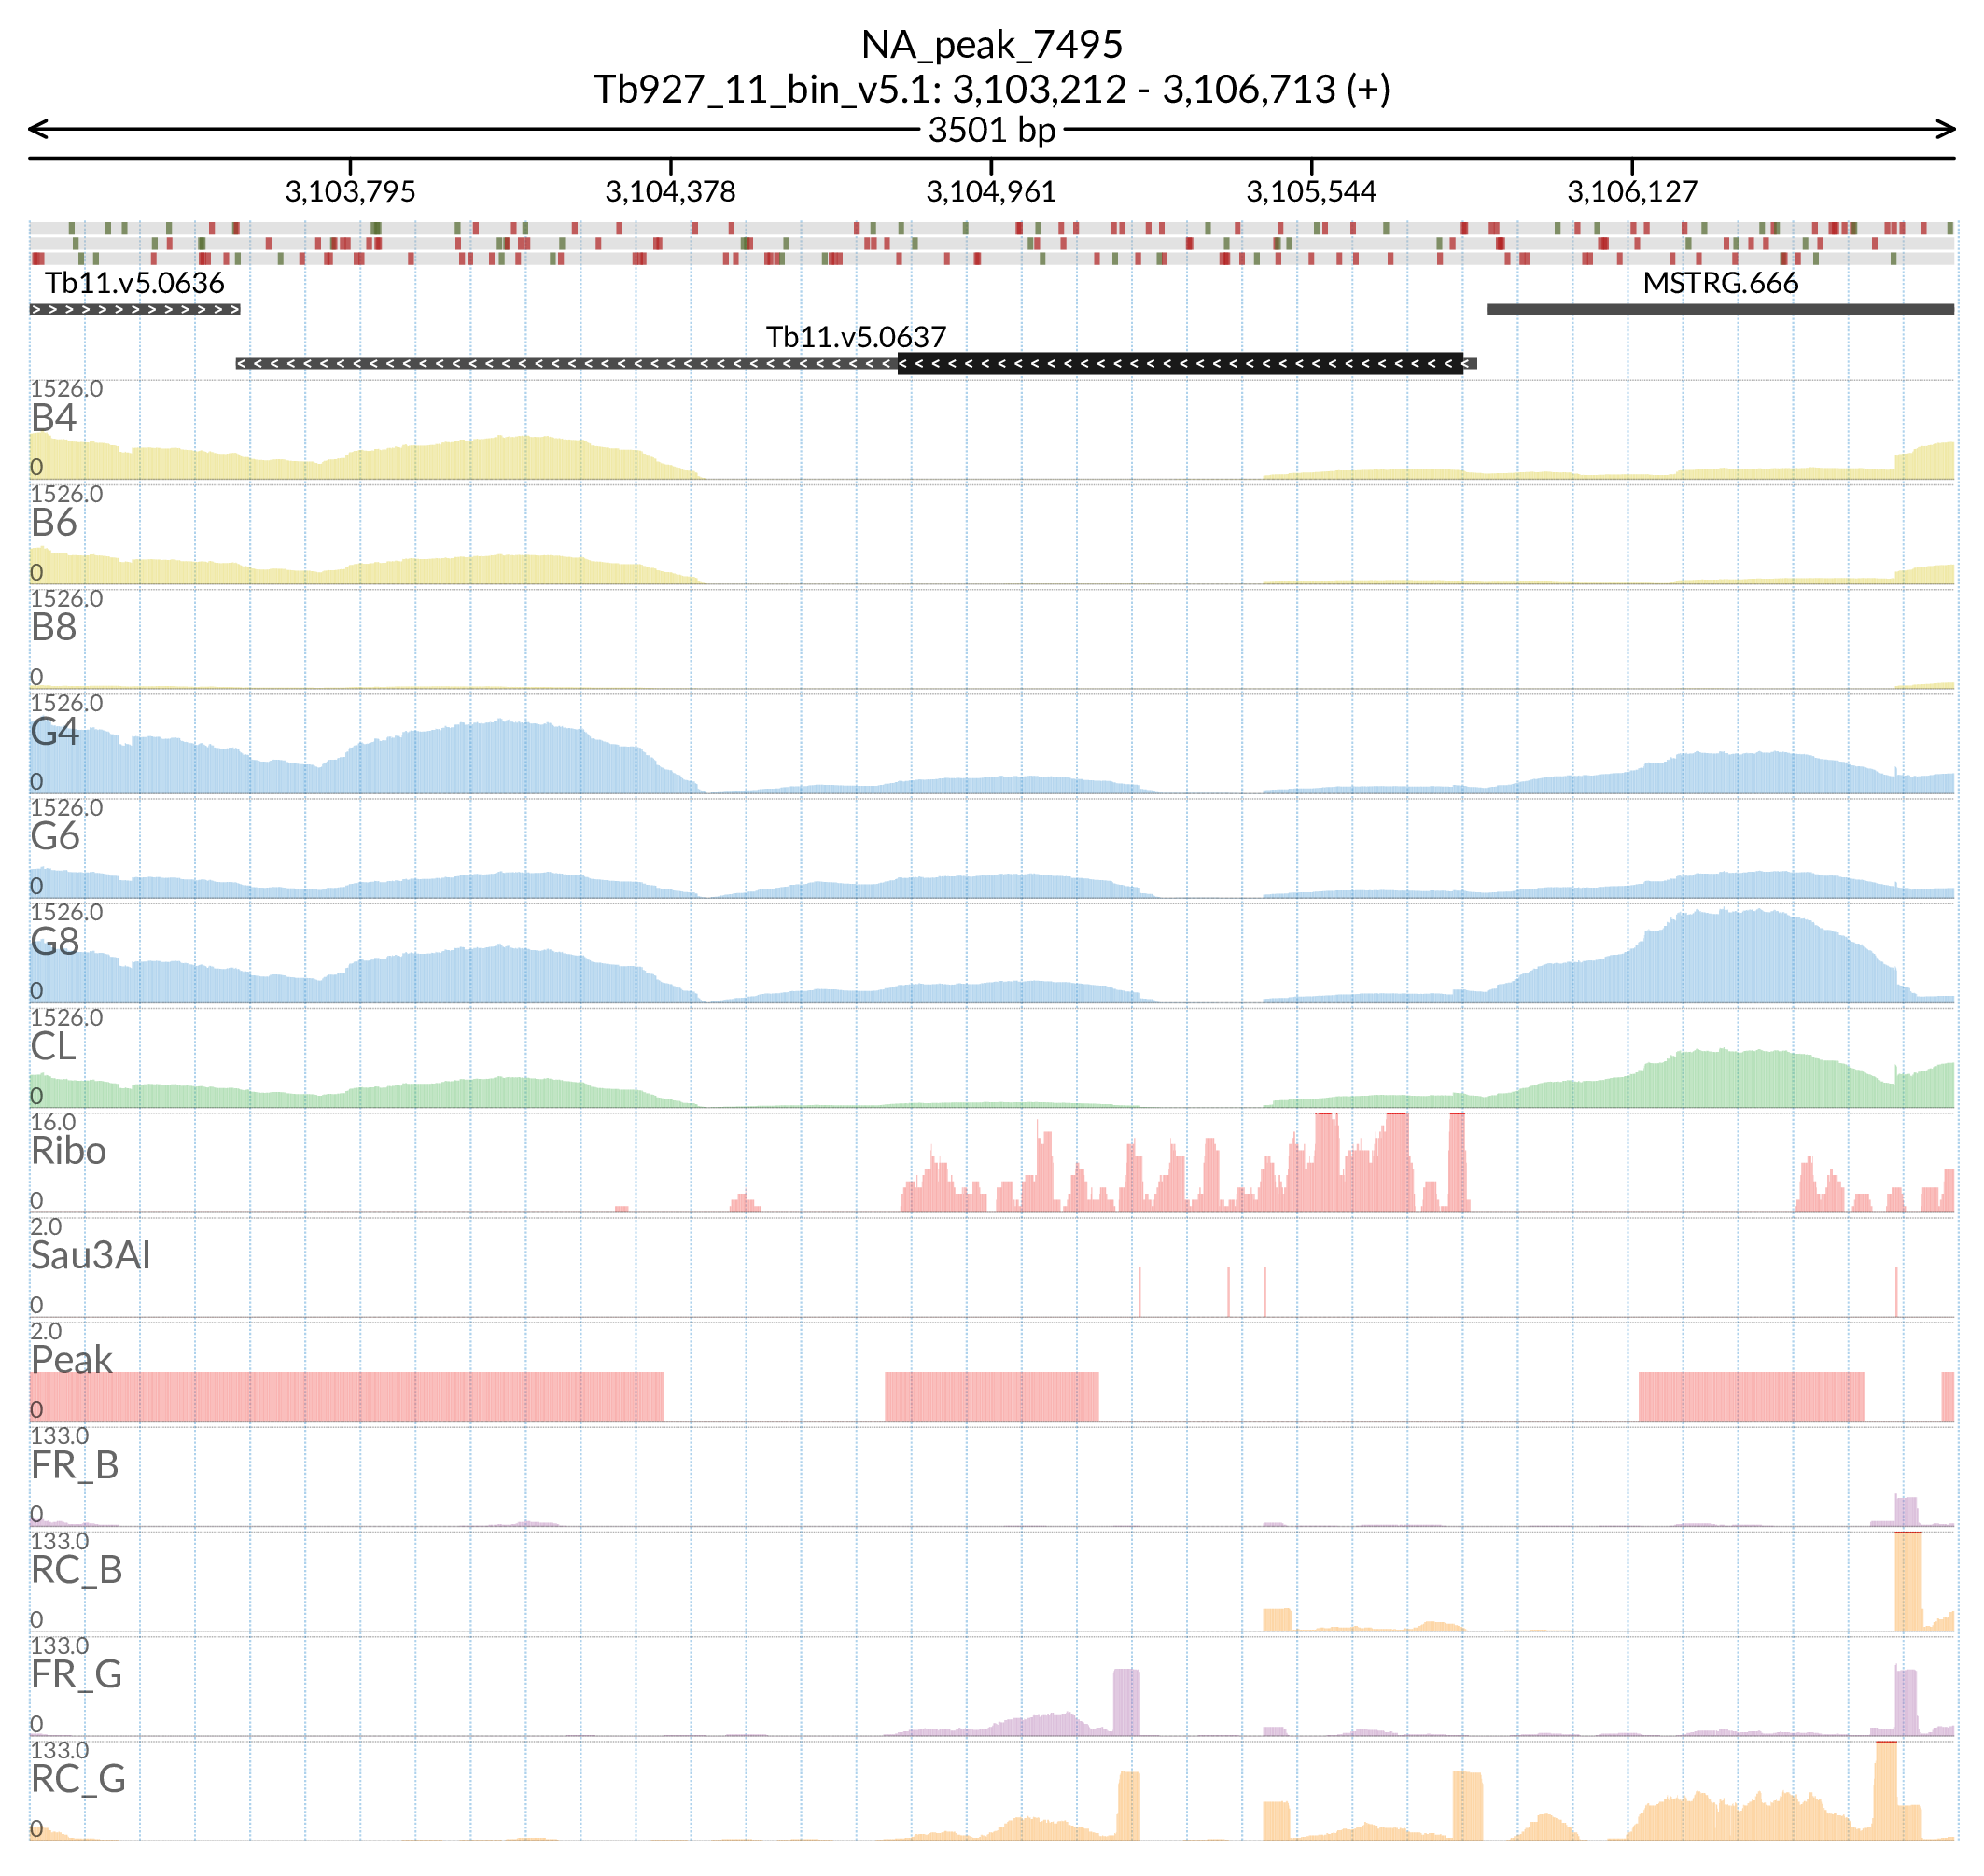 NA_peak_7495
Tb927_11_bin_v5.1: 3,103,212 - 3,106,713 (+)
3501 bp
3,103,795 3,104,378 3,104,961 3,105,544 3,106,127
Tb11.v5.0636 MSTRG.666
Tb11.v5.0637
1526.0
B4
0
1526.0
B6
0
1526.0
B8
0
1526.0
G4
0
1526.0
G6
0
1526.0
G8
0
1526.0
CL
0
16.0
Ribo
0
2.0
Sau3AI
0
2.0
Peak
0
133.0
FR_B
0
133.0
RC_B
0
133.0
FR_G
0
133.0
RC_G
0